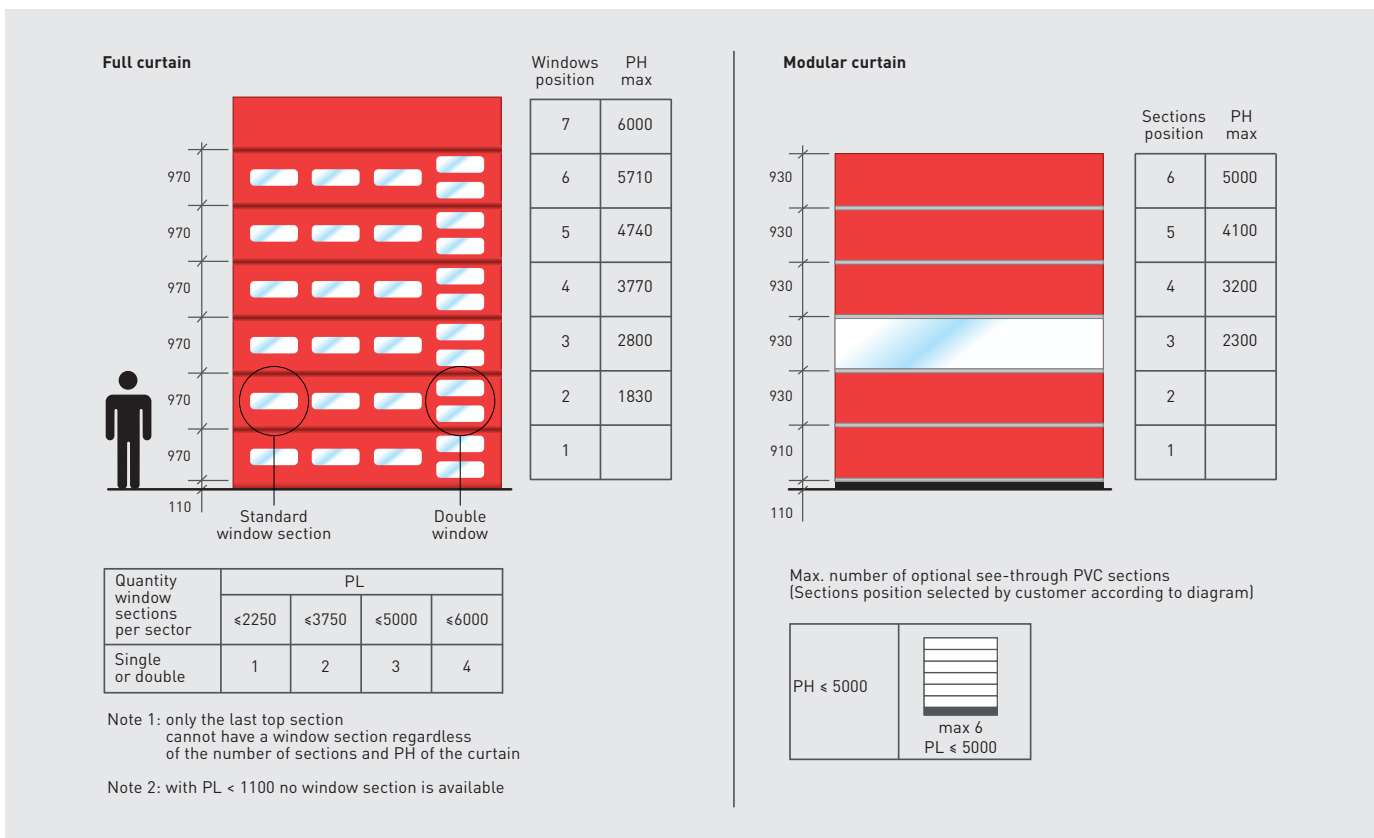 Full curtain
Windows position
PH max
7 6000
6 5710
5 4740
4 3770
3 2800
2 1830
1
970
970
970
970
970
970
110
Standard
window section
Double
window
Quantity
window
sections
per sector
PL
≤2250 ≤3750 ≤5000 ≤6000
Single
or double
1 2 3 4
Note 1: only the last top section
cannot have a window section regardless
of the number of sections and PH of the curtain
Note 2: with PL < 1100 no window section is available
Modular curtain
Sections position
PH max
6 5000
5 4100
4 3200
3 2300
2
1
930
930
930
930
930
910
110
Max. number of optional see-through PVC sections
(Sections position selected by customer according to diagram)
PH ≤ 5000
max 6
PL ≤ 5000